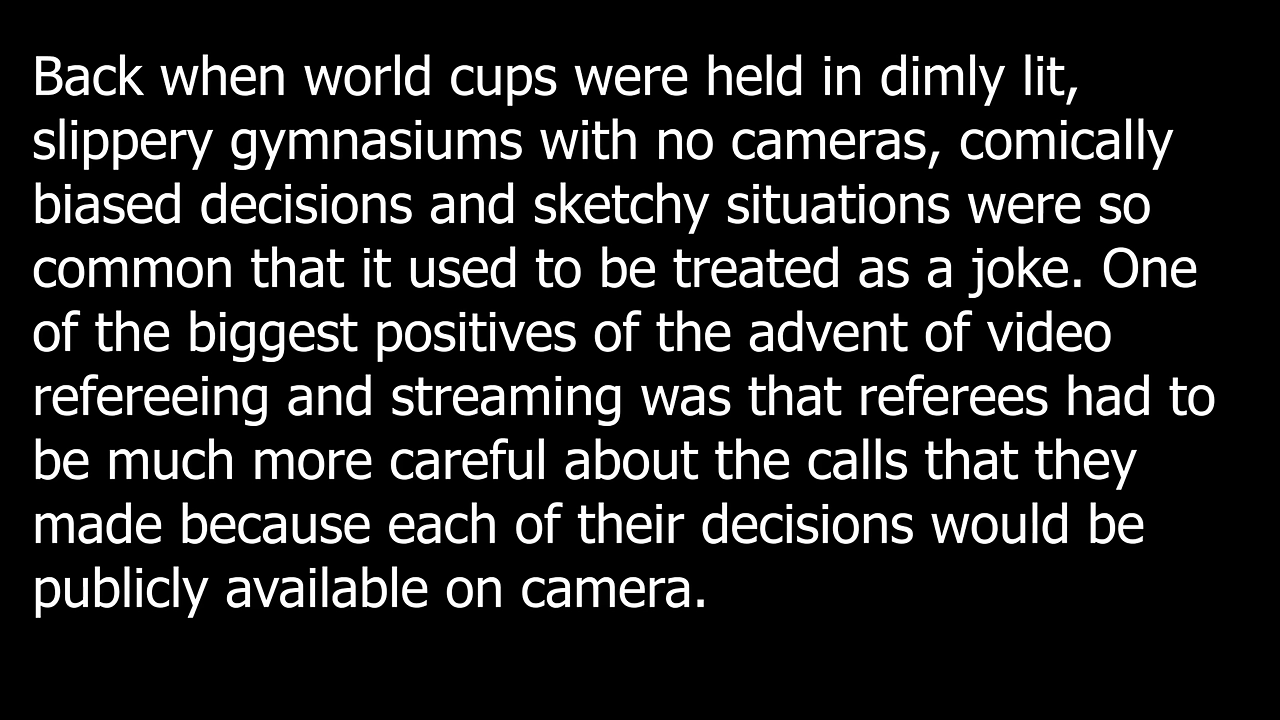 Back when world cups were held in dimly lit,
slippery gymnasiums with no cameras, comically
biased decisions and sketchy situations were so
common that it used to be treated as a joke. One
of the biggest positives of the advent of video
refereeing and streaming was that referees had to
be much more careful about the calls that they
made because each of their decisions would be
publicly available on camera.